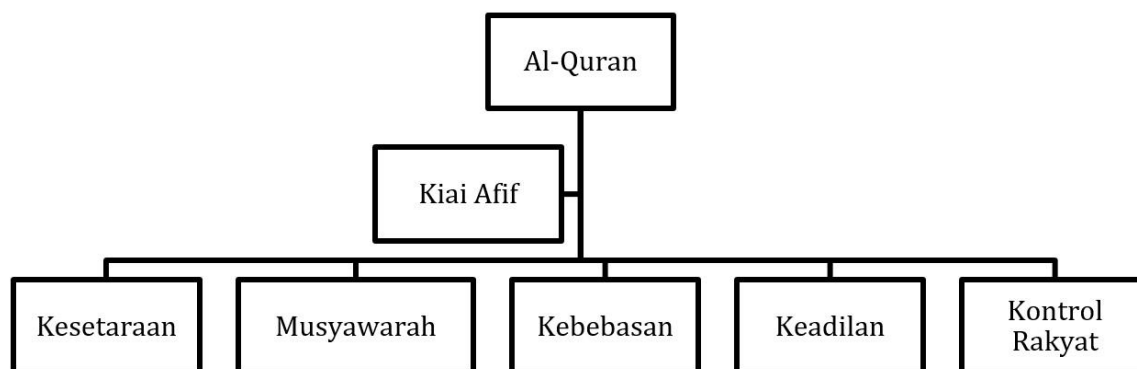 Al-Quran
Kiai Afif
Kesetaraan
Musyawarah
Kebebasan
Keadilan
Kontrol
Rakyat